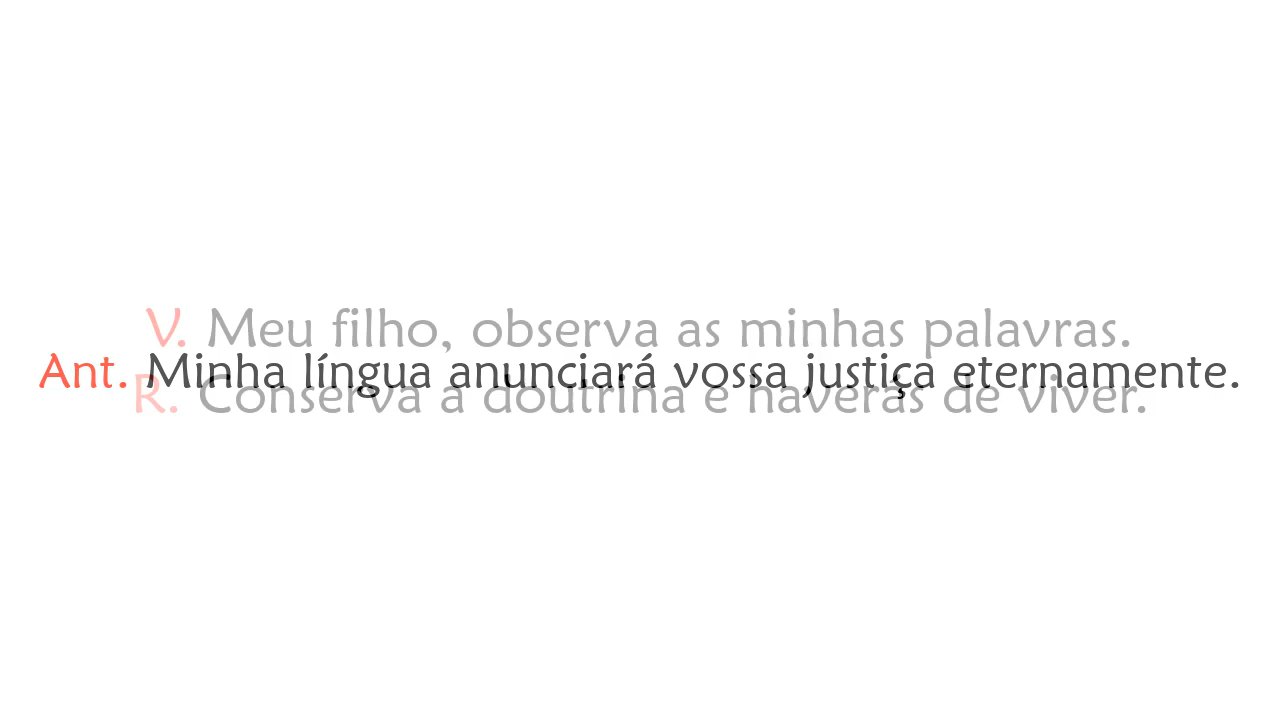 V. Meu filho, observa as minhas palavras.
Ant. Minha língua anunciará vossa justiça eternamente.
R. Conserva a doutrina e haverás de viver.